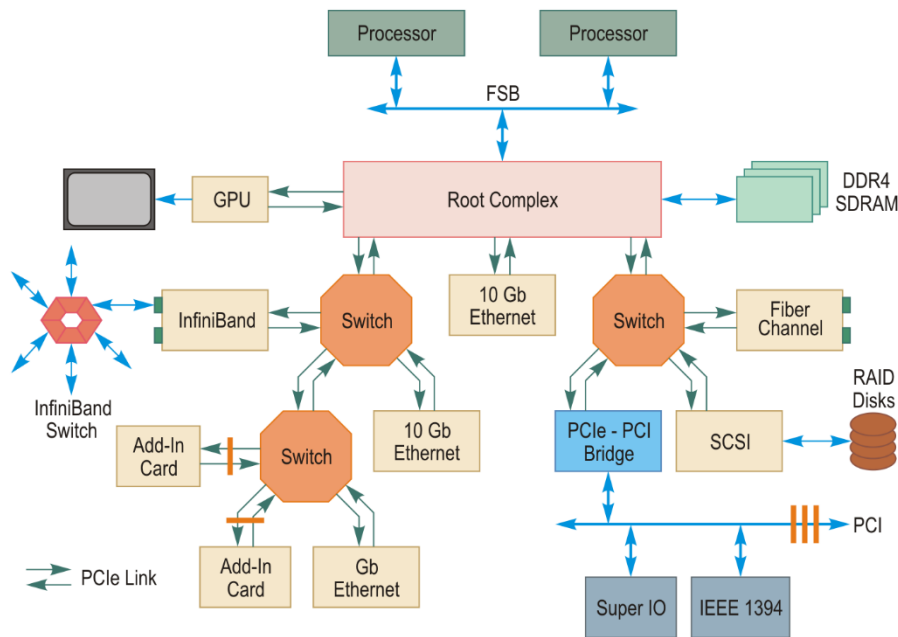 Processor
Processor
FSB
GPU
Root Complex
DDR4
SDRAM
InfiniBand
Switch
10 Gb
Ethernet
Switch
Fiber
Channel
InfiniBand
Switch
Add-In
Card
Switch
10 Gb
Ethernet
PCIe - PCI
Bridge
SCSI
RAID
Disks
PCI
PCIe Link
Add-In
Card
Gb
Ethernet
Super IO
IEEE 1394